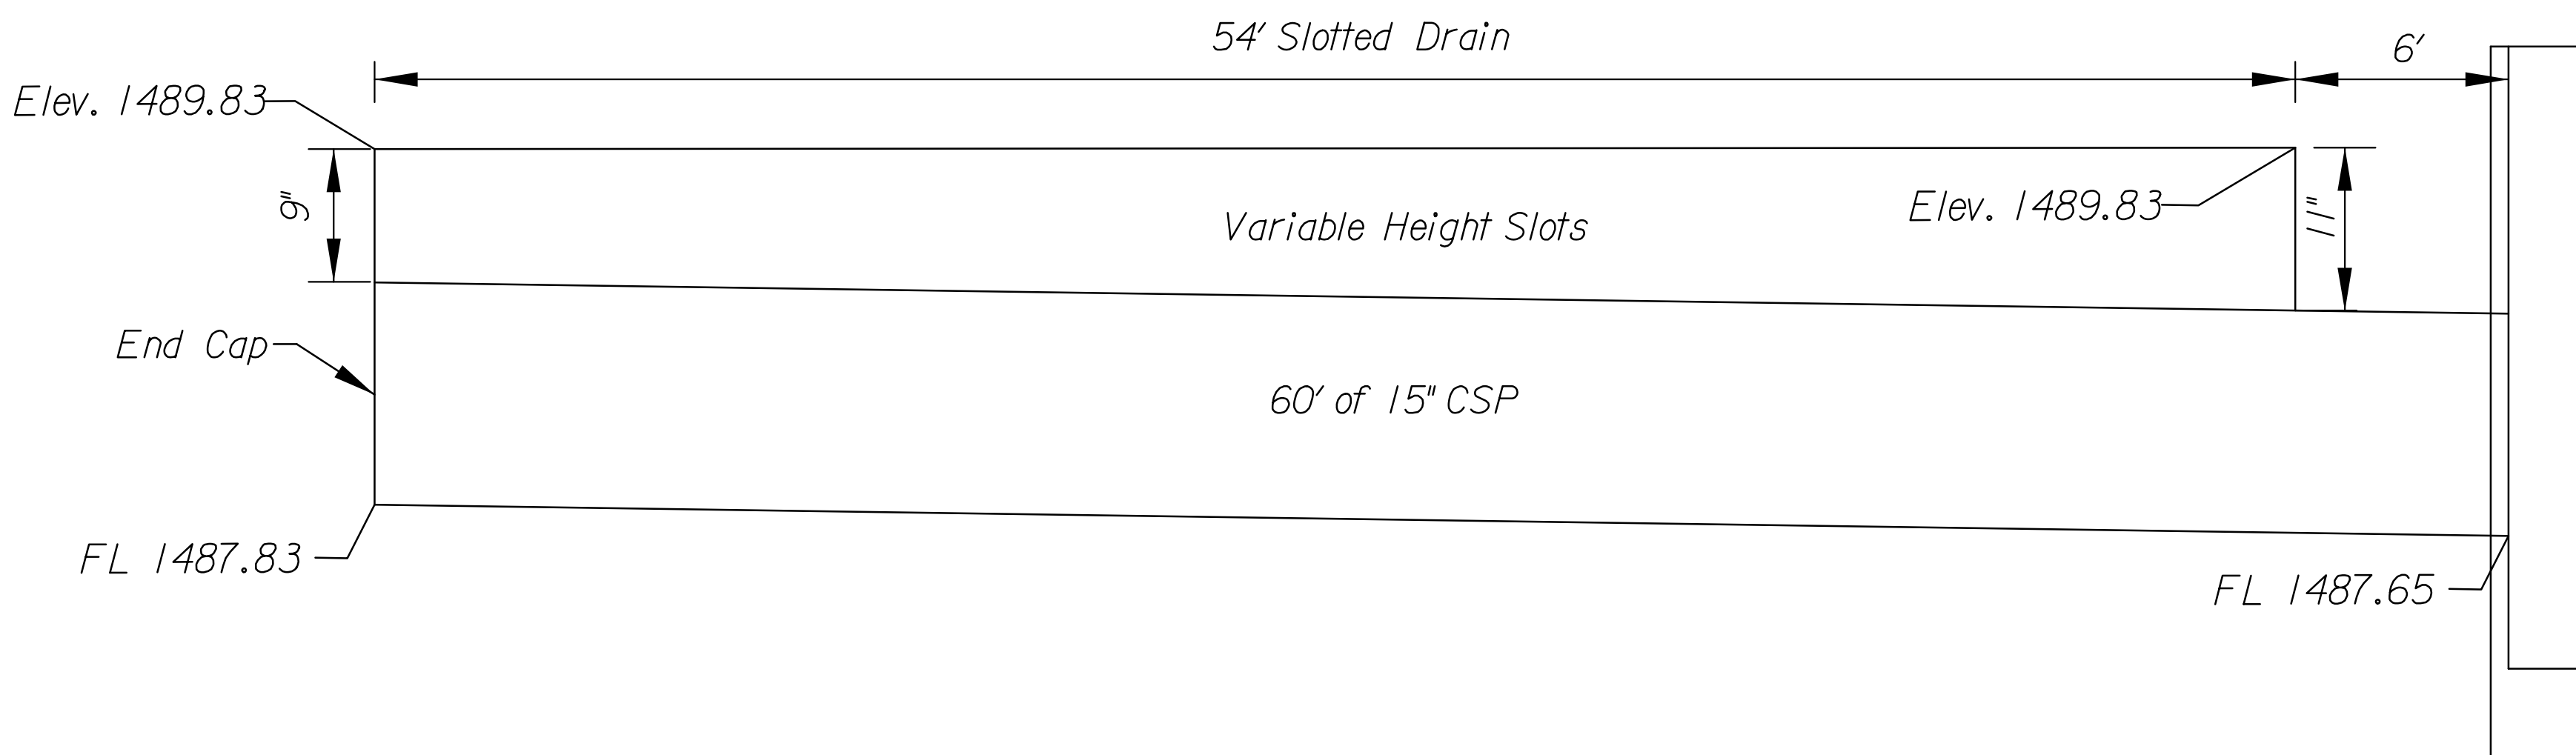 54' Slotted Drain
6'
Elev. 1489.83
9"
Variable Height Slots
Elev. 1489.83
11"
End Cap
60' of 15" CSP
FL 1487.83
FL 1487.65